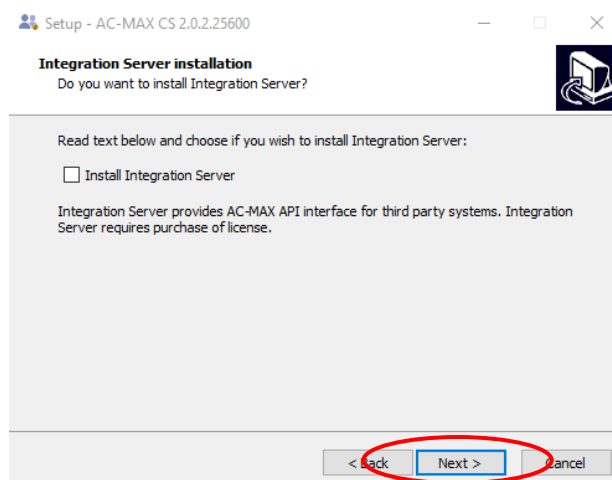 Setup - AC-MAX CS 2.0.2.25600
Integration Server installation
Do you want to install Integration Server?
Read text below and choose if you wish to install Integration Server:
Install Integration Server
Integration Server provides AC-MAX API interface for third party systems. Integration
Server requires purchase of license.
< Back Next > Cancel